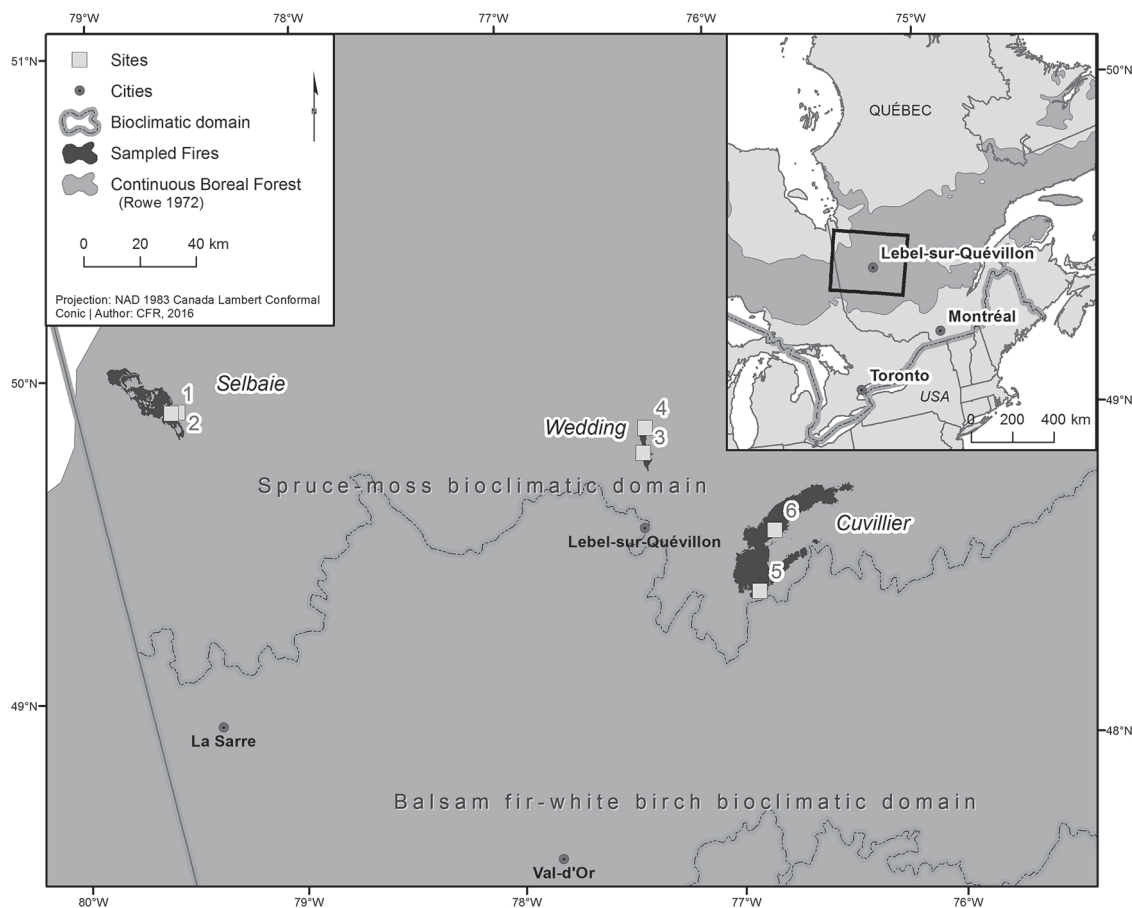 79°W
78°W
77°W
76°W
75°W
51°N
50°N
49°N
50°N
49°N
48°N
Sites
Cities
Bioclimatic domain
Sampled Fires
Continuous Boreal Forest
(Rowe 1972)
N
0 20 40 km
Projection: NAD 1983 Canada Lambert Conformal
Conic | Author: CFR, 2016
QUÉBEC
Lebel-sur-Quévillon
Montréal
Toronto
USA
0 200 400 km
1
Selbaie
2
4
Wedding
3
Spruce-moss bioclimatic domain
6
Cuvillier
Lebel-sur-Quévillon
5
La Sarre
Balsam fir-white birch bioclimatic domain
Val-d'Or
80°W
79°W
78°W
77°W
76°W